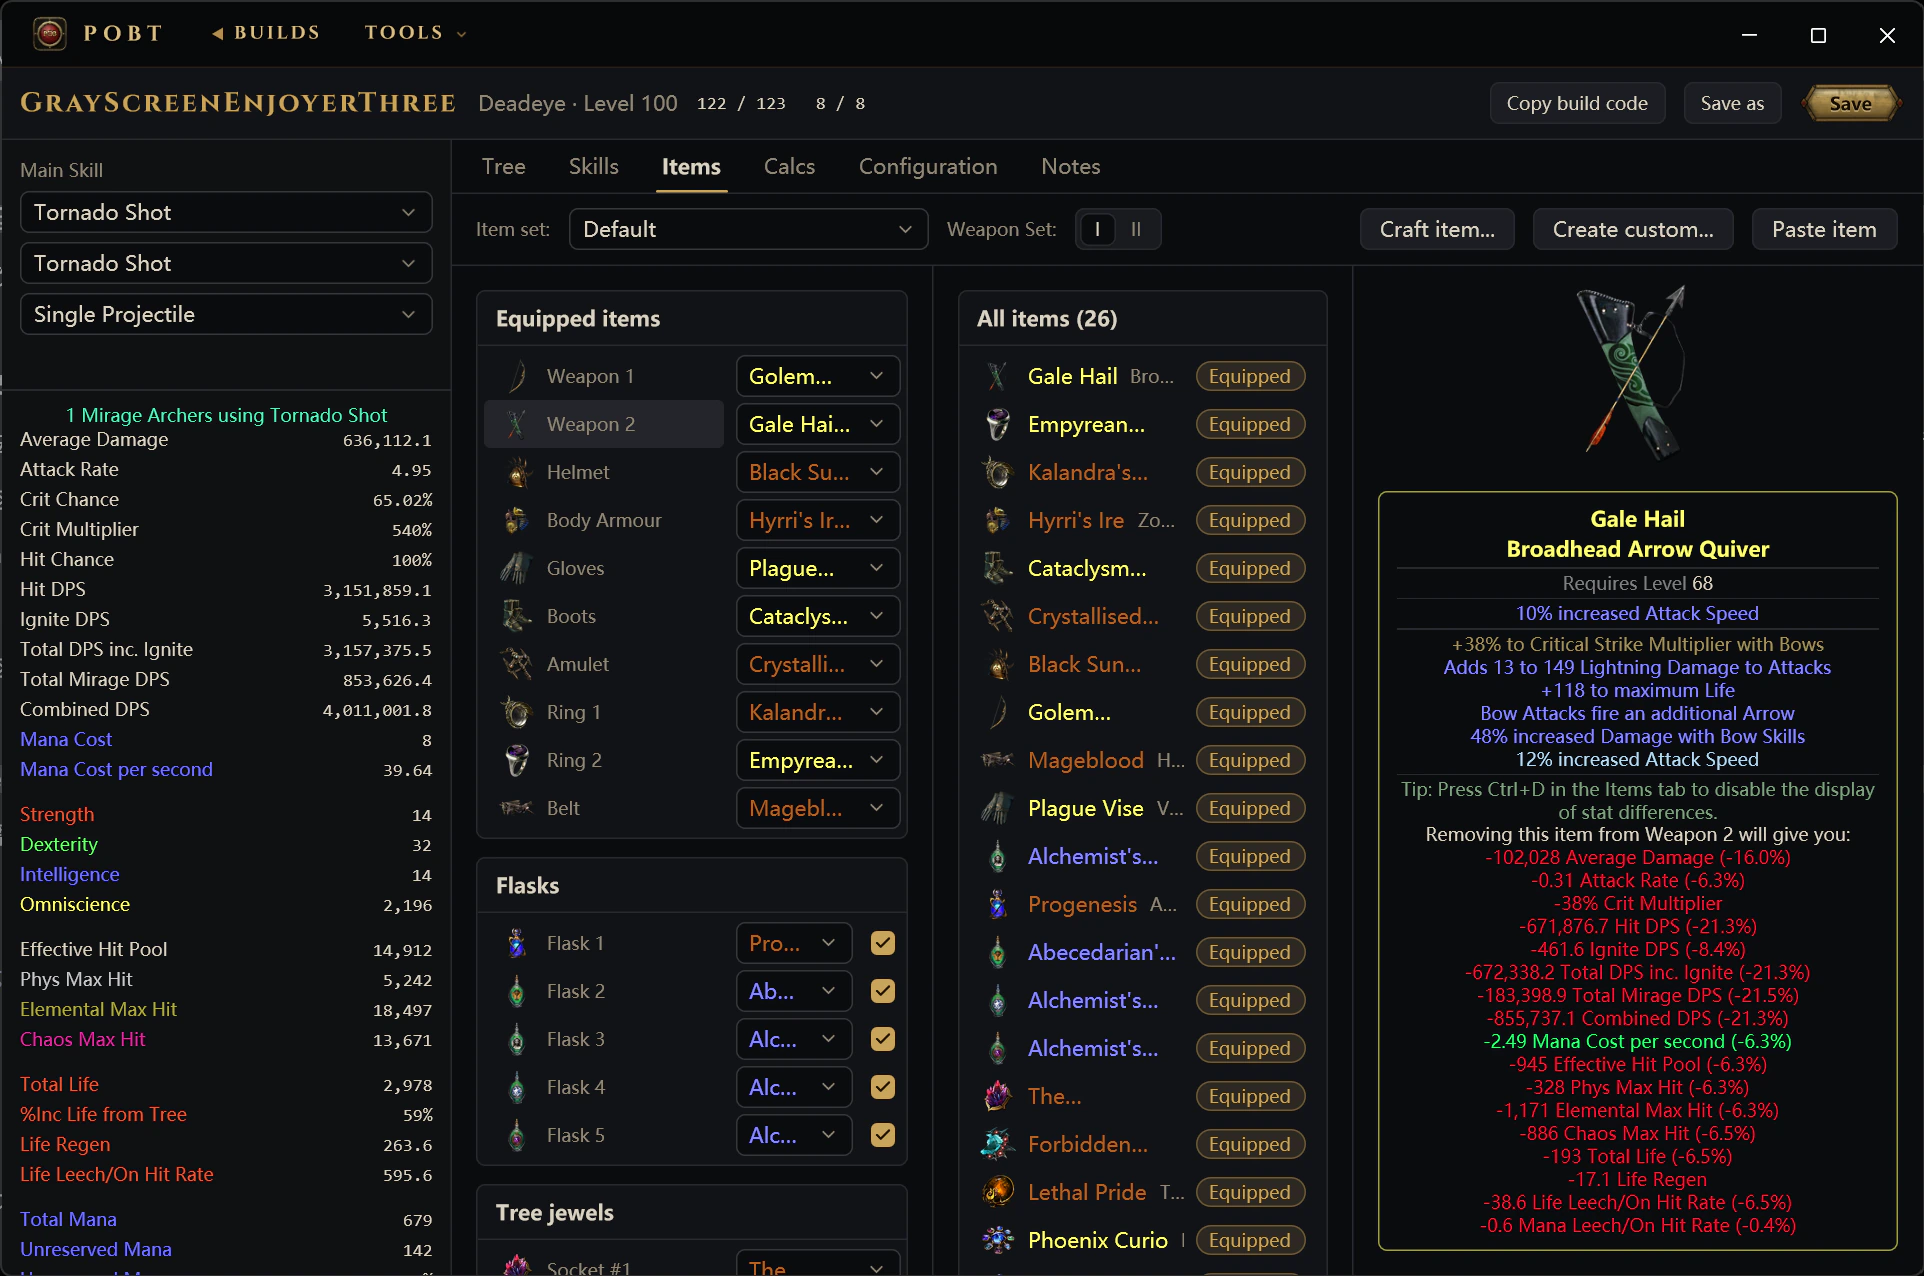 POBT
BUILDS
TOOLS
GrayScreenEnjoyerThree
Deadeye · Level 100
122 / 123
8 / 8
Copy build code
Save as
Save
Main Skill
Tornado Shot
Tornado Shot
Single Projectile
1 Mirage Archers using Tornado Shot
Average Damage 636,112.1
Attack Rate 4.95
Crit Chance 65.02%
Crit Multiplier 540%
Hit Chance 100%
Hit DPS 3,151,859.1
Ignite DPS 5,516.3
Total DPS inc. Ignite 3,157,375.5
Total Mirage DPS 853,626.4
Combined DPS 4,011,001.8
Mana Cost 8
Mana Cost per second 39.64
Strength 14
Dexterity 32
Intelligence 14
Omniscience 2,196
Effective Hit Pool 14,912
Phys Max Hit 5,242
Elemental Max Hit 18,497
Chaos Max Hit 13,671
Total Life 2,978
%Inc Life from Tree 59%
Life Regen 263.6
Life Leech/On Hit Rate 595.6
Total Mana 679
Unreserved Mana 142
Tree
Skills
Items
Calcs
Configuration
Notes
Item set:
Default
Weapon Set:
I
II
Craft item...
Create custom...
Paste item
Equipped items
Weapon 1 Golem...
Weapon 2 Gale Hai...
Helmet Black Su...
Body Armour Hyrri's Ir...
Gloves Plague...
Boots Cataclys...
Amulet Crystalli...
Ring 1 Kalandr...
Ring 2 Empyrea...
Belt Magebl...
Flasks
Flask 1 Pro...
Flask 2 Ab...
Flask 3 Alc...
Flask 4 Alc...
Flask 5 Alc...
Tree jewels
Socket #1 The
All items (26)
Gale Hail Bro... Equipped
Empyrean... Equipped
Kalandra's... Equipped
Hyrri's Ire Zo... Equipped
Cataclysm... Equipped
Crystallised... Equipped
Black Sun... Equipped
Golem... Equipped
Mageblood H... Equipped
Plague Vise V... Equipped
Alchemist's... Equipped
Progenesis A... Equipped
Abecedarian'... Equipped
Alchemist's... Equipped
Alchemist's... Equipped
The... Equipped
Forbidden... Equipped
Lethal Pride T... Equipped
Phoenix Curio Equipped
Gale Hail
Broadhead Arrow Quiver
Requires Level 68
10% increased Attack Speed
+38% to Critical Strike Multiplier with Bows
Adds 13 to 149 Lightning Damage to Attacks
+118 to maximum Life
Bow Attacks fire an additional Arrow
48% increased Damage with Bow Skills
12% increased Attack Speed
Tip: Press Ctrl+D in the Items tab to disable the display
of stat differences.
Removing this item from Weapon 2 will give you:
-102,028 Average Damage (-16.0%)
-0.31 Attack Rate (-6.3%)
-38% Crit Multiplier
-671,876.7 Hit DPS (-21.3%)
-461.6 Ignite DPS (-8.4%)
-672,338.2 Total DPS inc. Ignite (-21.3%)
-183,398.9 Total Mirage DPS (-21.5%)
-855,737.1 Combined DPS (-21.3%)
-2.49 Mana Cost per second (-6.3%)
-945 Effective Hit Pool (-6.3%)
-328 Phys Max Hit (-6.3%)
-1,171 Elemental Max Hit (-6.3%)
-886 Chaos Max Hit (-6.5%)
-193 Total Life (-6.5%)
-17.1 Life Regen
-38.6 Life Leech/On Hit Rate (-6.5%)
-0.6 Mana Leech/On Hit Rate (-0.4%)